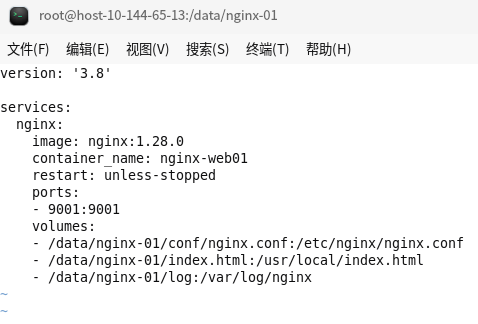 root@host-10-144-65-13:/data/nginx-01
文件(F) 编辑(E) 视图(V) 搜索(S) 终端(T) 帮助(H)
version: '3.8'

services:
  nginx:
    image: nginx:1.28.0
    container_name: nginx-web01
    restart: unless-stopped
    ports:
    - 9001:9001
    volumes:
    - /data/nginx-01/conf/nginx.conf:/etc/nginx/nginx.conf
    - /data/nginx-01/index.html:/usr/local/index.html
    - /data/nginx-01/log:/var/log/nginx
~
~